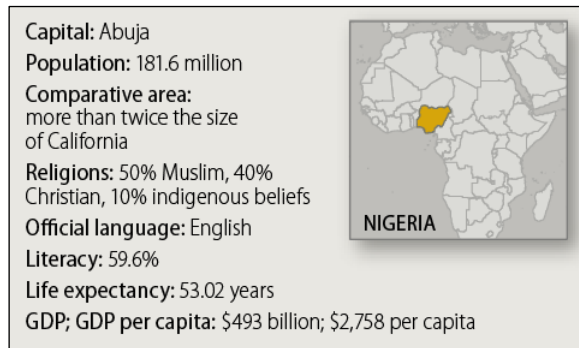 Capital: Abuja
Population: 181.6 million
Comparative area:
more than twice the size
of California
Religions: 50% Muslim, 40%
Christian, 10% indigenous beliefs
Official language: English
Literacy: 59.6%
Life expectancy: 53.02 years
GDP; GDP per capita: $493 billion; $2,758 per capita
NIGERIA